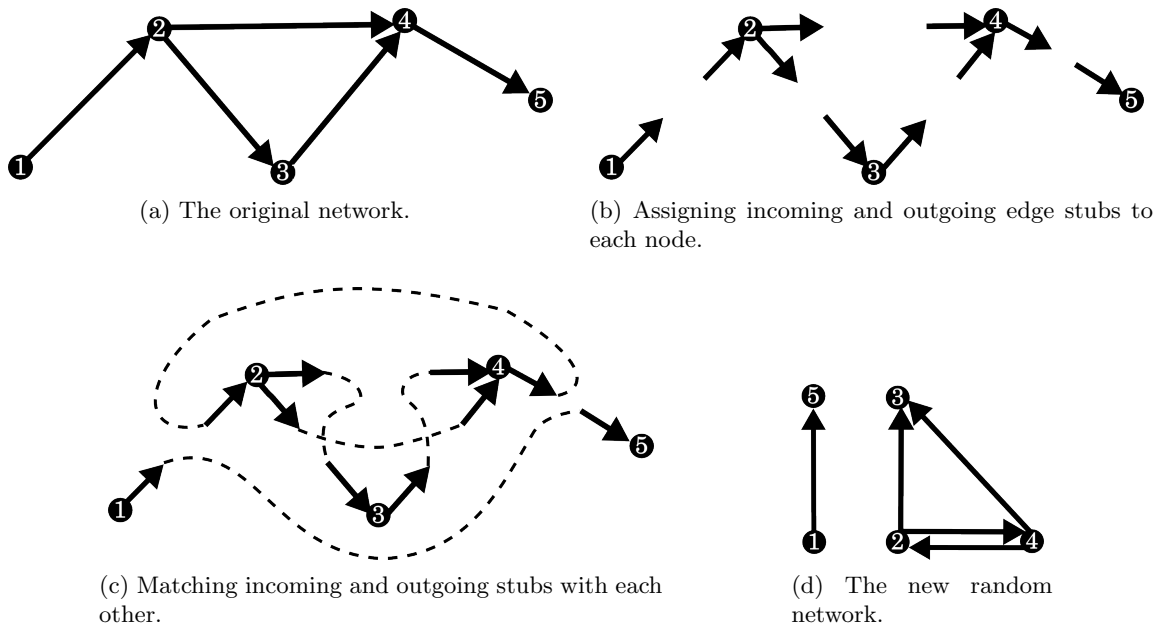 2 4
5
1 3
(a) The original network.
2 4
5
1 3
(b) Assigning incoming and outgoing edge stubs to
each node.
2 4
5
1 3
(c) Matching incoming and outgoing stubs with each
other.
5 3
1 2 4
(d) The new random
network.